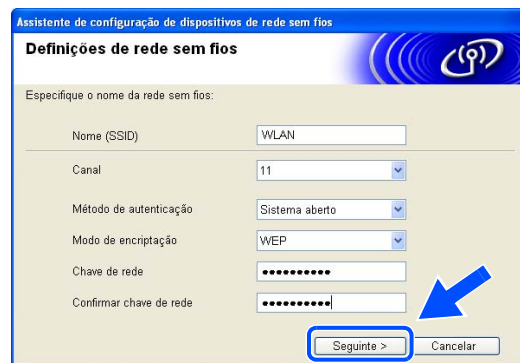 Assistente de configuração de dispositivos de rede sem fios
Definições de rede sem fios
Especifique o nome da rede sem fios:
Nome (SSID) WLAN
Canal 11
Método de autenticação Sistema aberto
Modo de encriptação WEP
Chave de rede ••••••••••
Confirmar chave de rede ••••••••••
Seguinte > Cancelar